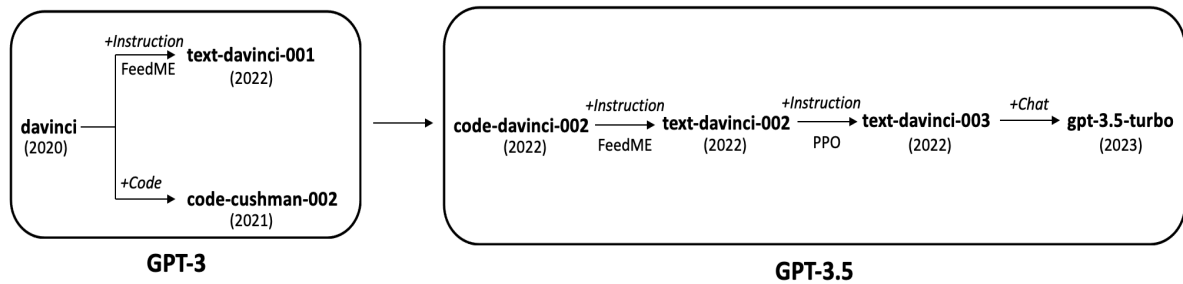 +Instruction
FeedME
text-davinci-001
(2022)
davinci
(2020)
+Code
code-cushman-002
(2021)
GPT-3
code-davinci-002
(2022)
+Instruction
FeedME
text-davinci-002
(2022)
+Instruction
PPO
text-davinci-003
(2022)
+Chat
gpt-3.5-turbo
(2023)
GPT-3.5